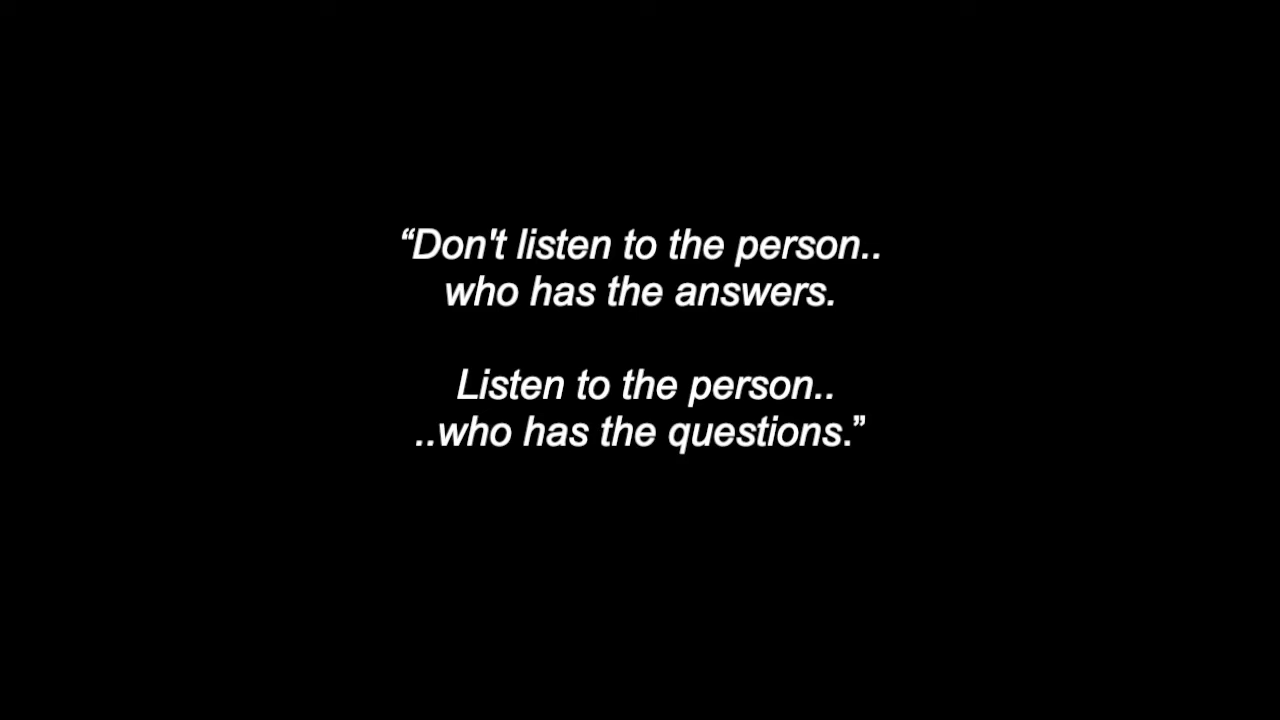 “Don't listen to the person..
who has the answers.
Listen to the person..
..who has the questions.”